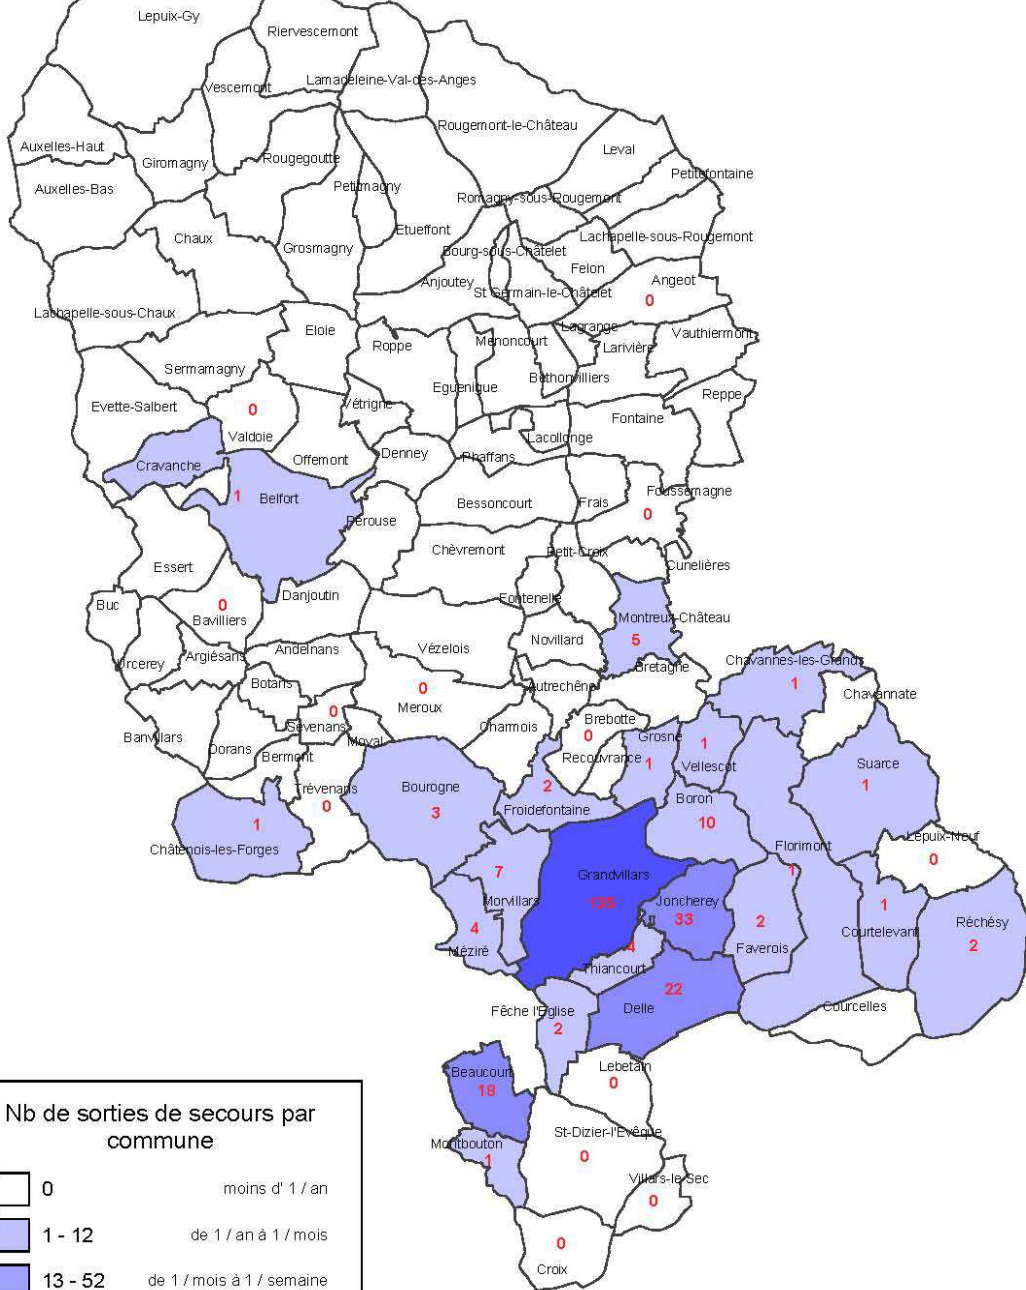 Lepuix-Gy
Riervescemont
Lamadeleine-Val-des-Anges
Vescemont
Rougemont-le-Château
Auxelles-Haut
Giromagny
Rougegoutte
Leval
Petitefontaine
Auxelles-Bas
Petitmagny
Romagny-sous-Rougemont
Chaux
Grosmagny
Etueffont
Bourg-sous-Châtelet
Lachapelle-sous-Rougemont
Felon
Anjoutey
St Germain-le-Châtelet
Angeot
0
Lachapelle-sous-Chaux
Eloie
Roppe
Menoncourt
Lagrange
Larivière
Vauthiermont
Sermamagny
Eguenigue
Bethonvilliers
Reppe
Evette-Salbert
0
Valdoie
Vétrigne
Fontaine
Offemont
Denney
Phaffans
Lacollonge
Cravanche
1
Belfort
Bessoncourt
Frais
Foussemagne
0
Pérouse
Chèvremont
Petit-Croix
Cunelières
Essert
Danjoutin
Fontenelle
Buc
0
Bavilliers
Montreux-Château
5
Urcerey
Argiésans
Andelnans
Vézelois
Novillard
Bretagne
Chavannes-les-Grands
1
Botans
0
Meroux
Autrechêne
Chavannate
Banvillars
0
Sévenans
Moval
Charmois
Brebotte
0
Grosne
1
Dorans
Bermont
Recouvrance
1
Vellescot
Suarce
1
Trévenans
0
Bourogne
3
2
Froidefontaine
Boron
10
Châtenois-les-Forges
1
Florimont
1
Lepuix-Neuf
0
7
Morvillars
Grandvillars
135
Joncherey
33
2
Faverois
1
Courtelevant
Réchésy
2
4
Méziré
4
Thiancourt
22
Delle
Courcelles
Fêche l'Eglise
2
Beaucourt
18
Lebetain
0
Montbouton
1
St-Dizier-l'Evêque
0
Villars-le Sec
0
0
Croix
Nb de sorties de secours par
commune
0 moins d' 1 / an
1 - 12 de 1 / an à 1 / mois
13 - 52 de 1 / mois à 1 / semaine